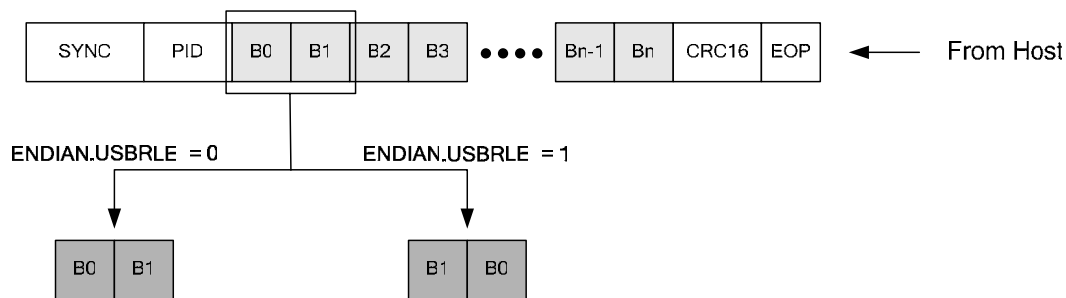 SYNC PID B0 B1 B2 B3 •••• Bn-1 Bn CRC16 EOP From Host
ENDIAN.USBRLE = 0 ENDIAN.USBRLE = 1
B0 B1 B1 B0